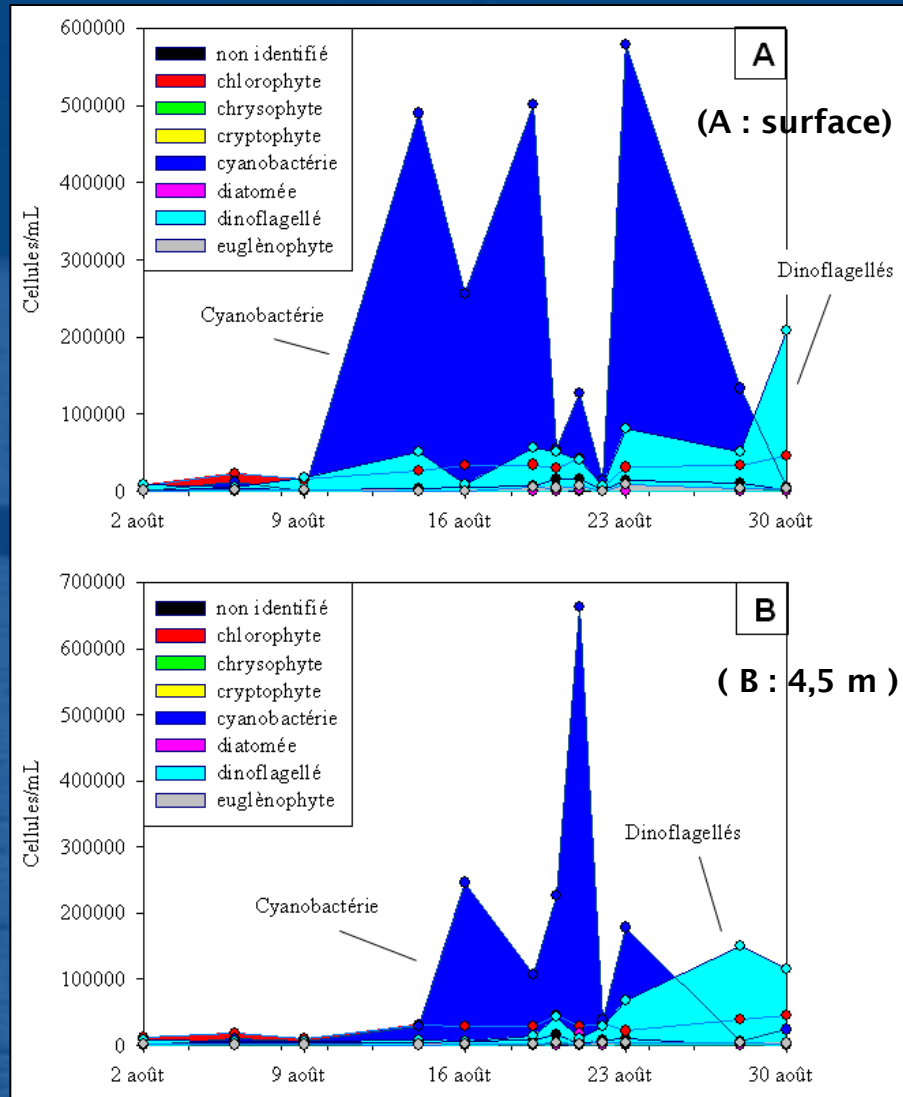 600000
500000
400000
300000
200000
100000
0
Cellules/mL
non identifié
chlorophyte
chrysophyte
cryptophyte
cyanobactérie
diatomée
dinoflagellé
euglènophyte
A
(A : surface)
Cyanobactérie
Dinoflagellés
2 août 9 août 16 août 23 août 30 août
700000
600000
500000
400000
300000
200000
100000
0
Cellules/mL
non identifié
chlorophyte
chrysophyte
cryptophyte
cyanobactérie
diatomée
dinoflagellé
euglènophyte
B
( B : 4,5 m )
Cyanobactérie
Dinoflagellés
2 août 9 août 16 août 23 août 30 août